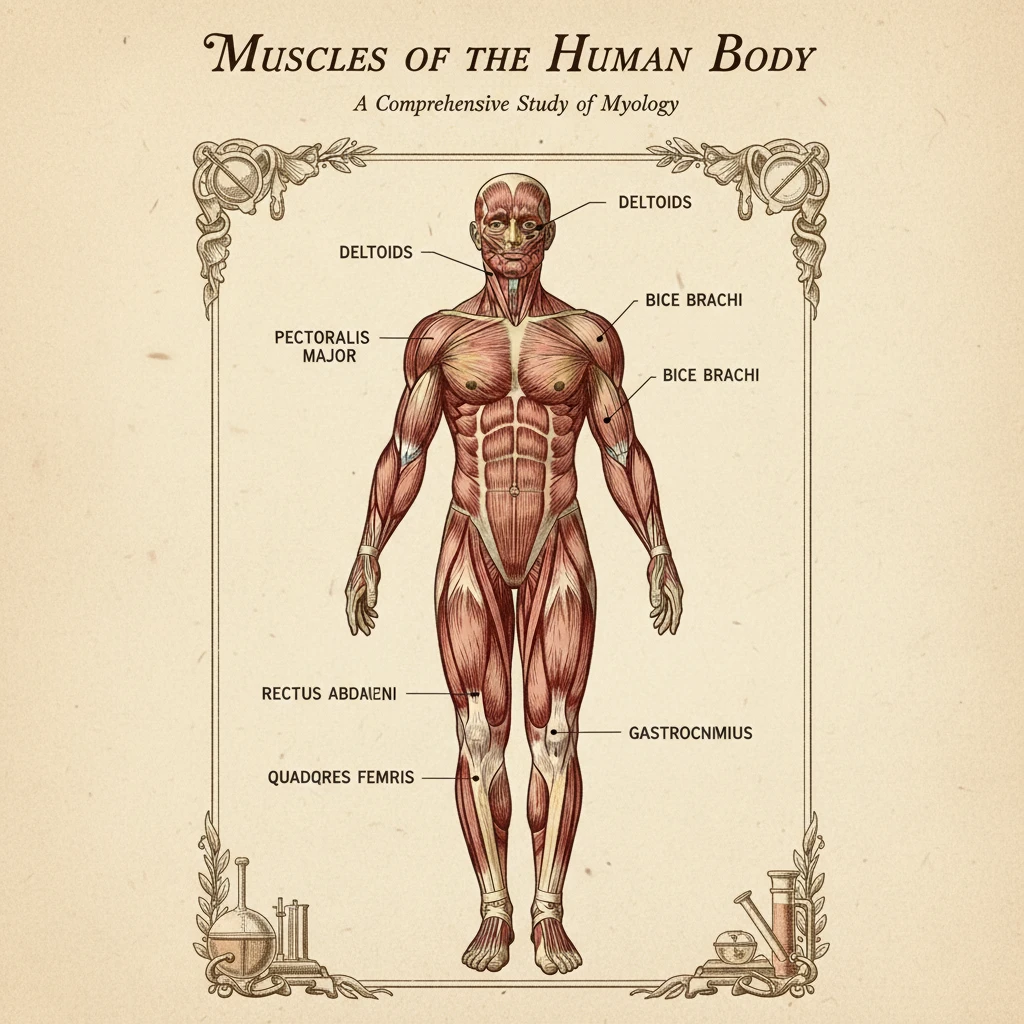 Muscles of the Human Body
A Comprehensive Study of Myology
DELTOIDS
DELTOIDS
BICE BRACHI
PECTORALIS
MAJOR
BICE BRACHI
RECTUS ABDAIENI
GASTROCNMIUS
QUADQRES FEMRIS